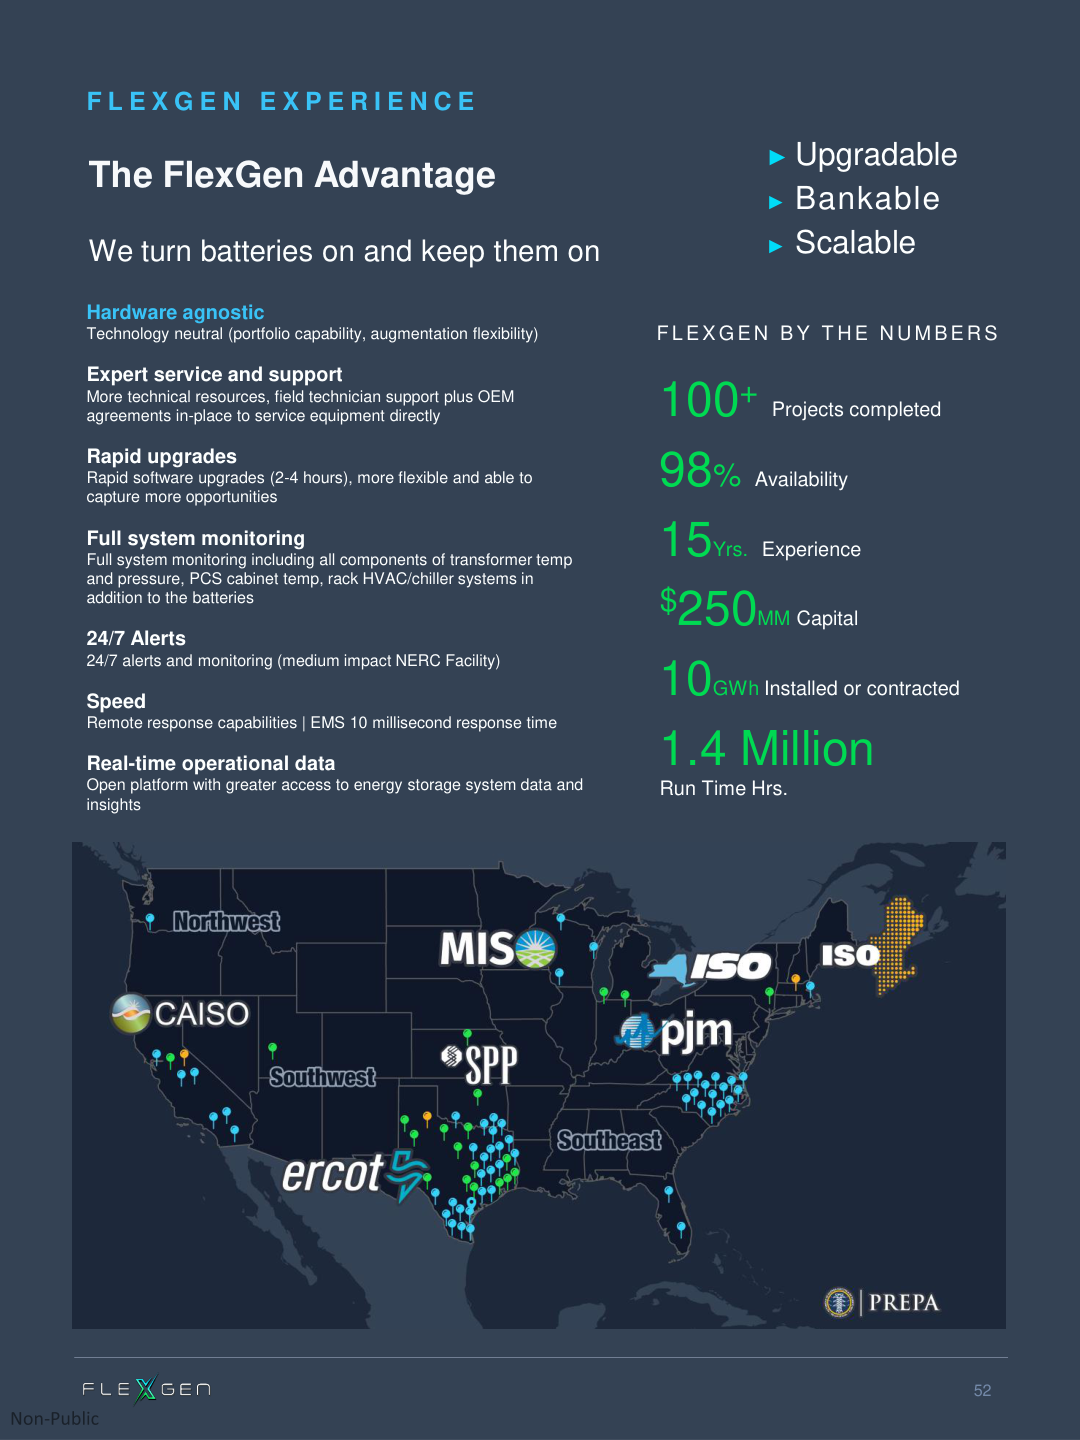 FLEXGEN EXPERIENCE
The FlexGen Advantage
We turn batteries on and keep them on
► Upgradable
► Bankable
► Scalable
Hardware agnostic
Technology neutral (portfolio capability, augmentation flexibility)
Expert service and support
More technical resources, field technician support plus OEM
agreements in-place to service equipment directly
Rapid upgrades
Rapid software upgrades (2-4 hours), more flexible and able to
capture more opportunities
Full system monitoring
Full system monitoring including all components of transformer temp
and pressure, PCS cabinet temp, rack HVAC/chiller systems in
addition to the batteries
24/7 Alerts
24/7 alerts and monitoring (medium impact NERC Facility)
Speed
Remote response capabilities | EMS 10 millisecond response time
Real-time operational data
Open platform with greater access to energy storage system data and
insights
FLEXGEN BY THE NUMBERS
100+ Projects completed
98% Availability
15Yrs. Experience
$250MM Capital
10GWh Installed or contracted
1.4 Million
Run Time Hrs.
Northwest
MISO
ISO
ISO
CAISO
pjm
SPP
Southwest
Southeast
ercot
PREPA
FLEXGEN
52
Non-Public